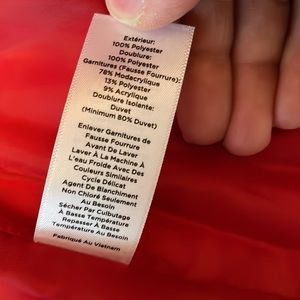 Extérieur:
100% Polyester
Doublure:
100% Polyester
Garnitures (Fausse Fourrure):
78% Modacrylique
13% Polyester
9% Acrylique
Doublure Isolante:
Duvet
(Minimum 80% Duvet)
Enlever Garnitures de
Fausse Fourrure
Avant De Laver
Laver À La Machine À
L'eau Froide Avec Des
Couleurs Similaires
Cycle Délicat
Agent De Blanchiment
Non Chloré Seulement
Au Besoin
Sécher Par Culbutage
À Basse Température
Repasser À Basse
Température Au Besoin
Fabriqué Au Vietnam